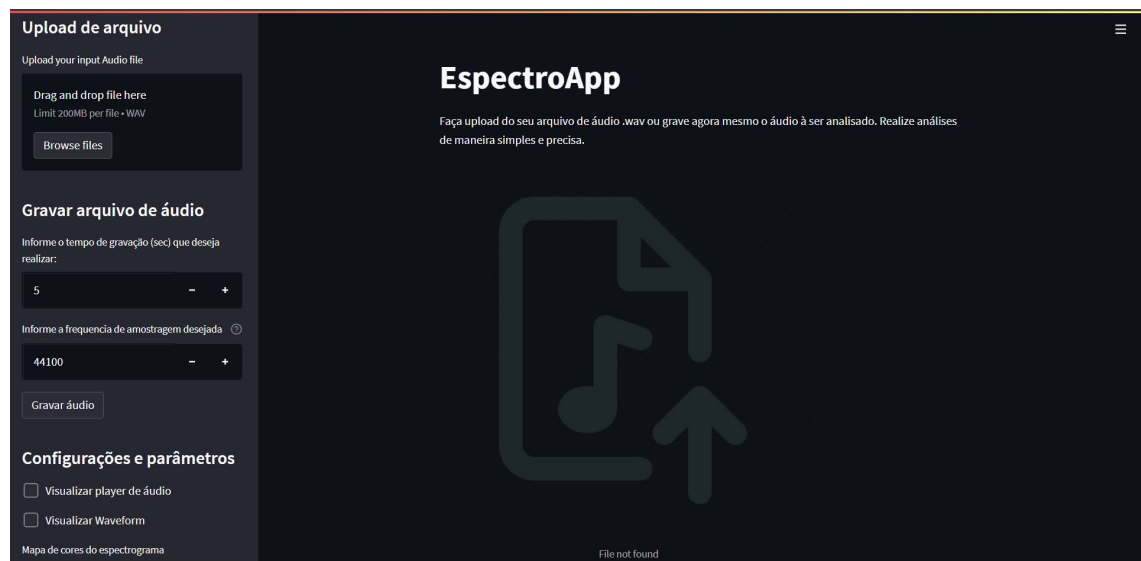 Upload de arquivo
Upload your input Audio file
Drag and drop file here
Limit 200MB per file • WAV
Browse files
Gravar arquivo de áudio
Informe o tempo de gravação (sec) que deseja
realizar:
5 - +
Informe a frequencia de amostragem desejada
44100 - +
Gravar áudio
Configurações e parâmetros
Visualizar player de áudio
Visualizar Waveform
Mapa de cores do espectrograma
EspectroApp
Faça upload do seu arquivo de áudio .wav ou grave agora mesmo o áudio à ser analisado. Realize análises
de maneira simples e precisa.
File not found